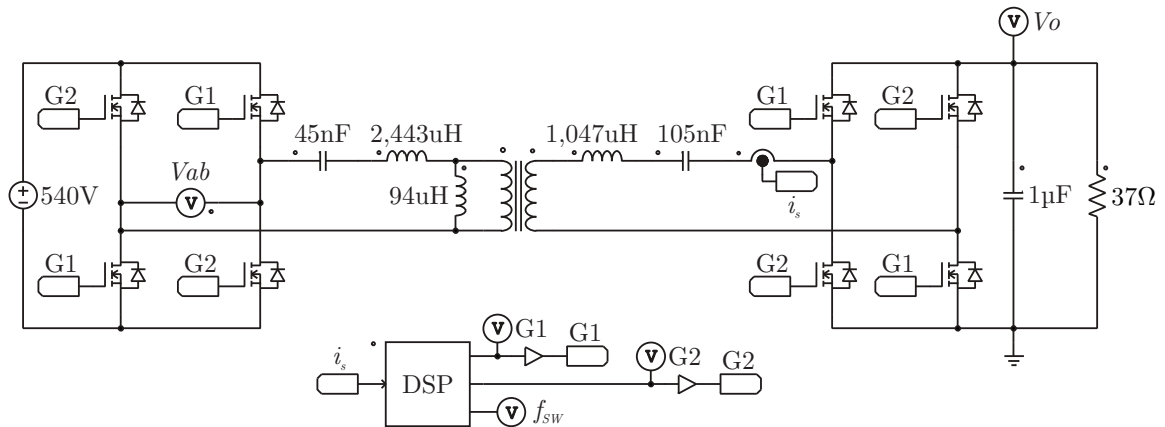 V Vo
G2 G1 G1 G2
45nF 2,443uH 1,047uH 105nF
Vab
540V V 94uH i_s 1µF 37Ω
G1 G2 G2 G1
V G1 G1
i_s DSP V G2 G2
V f_SW